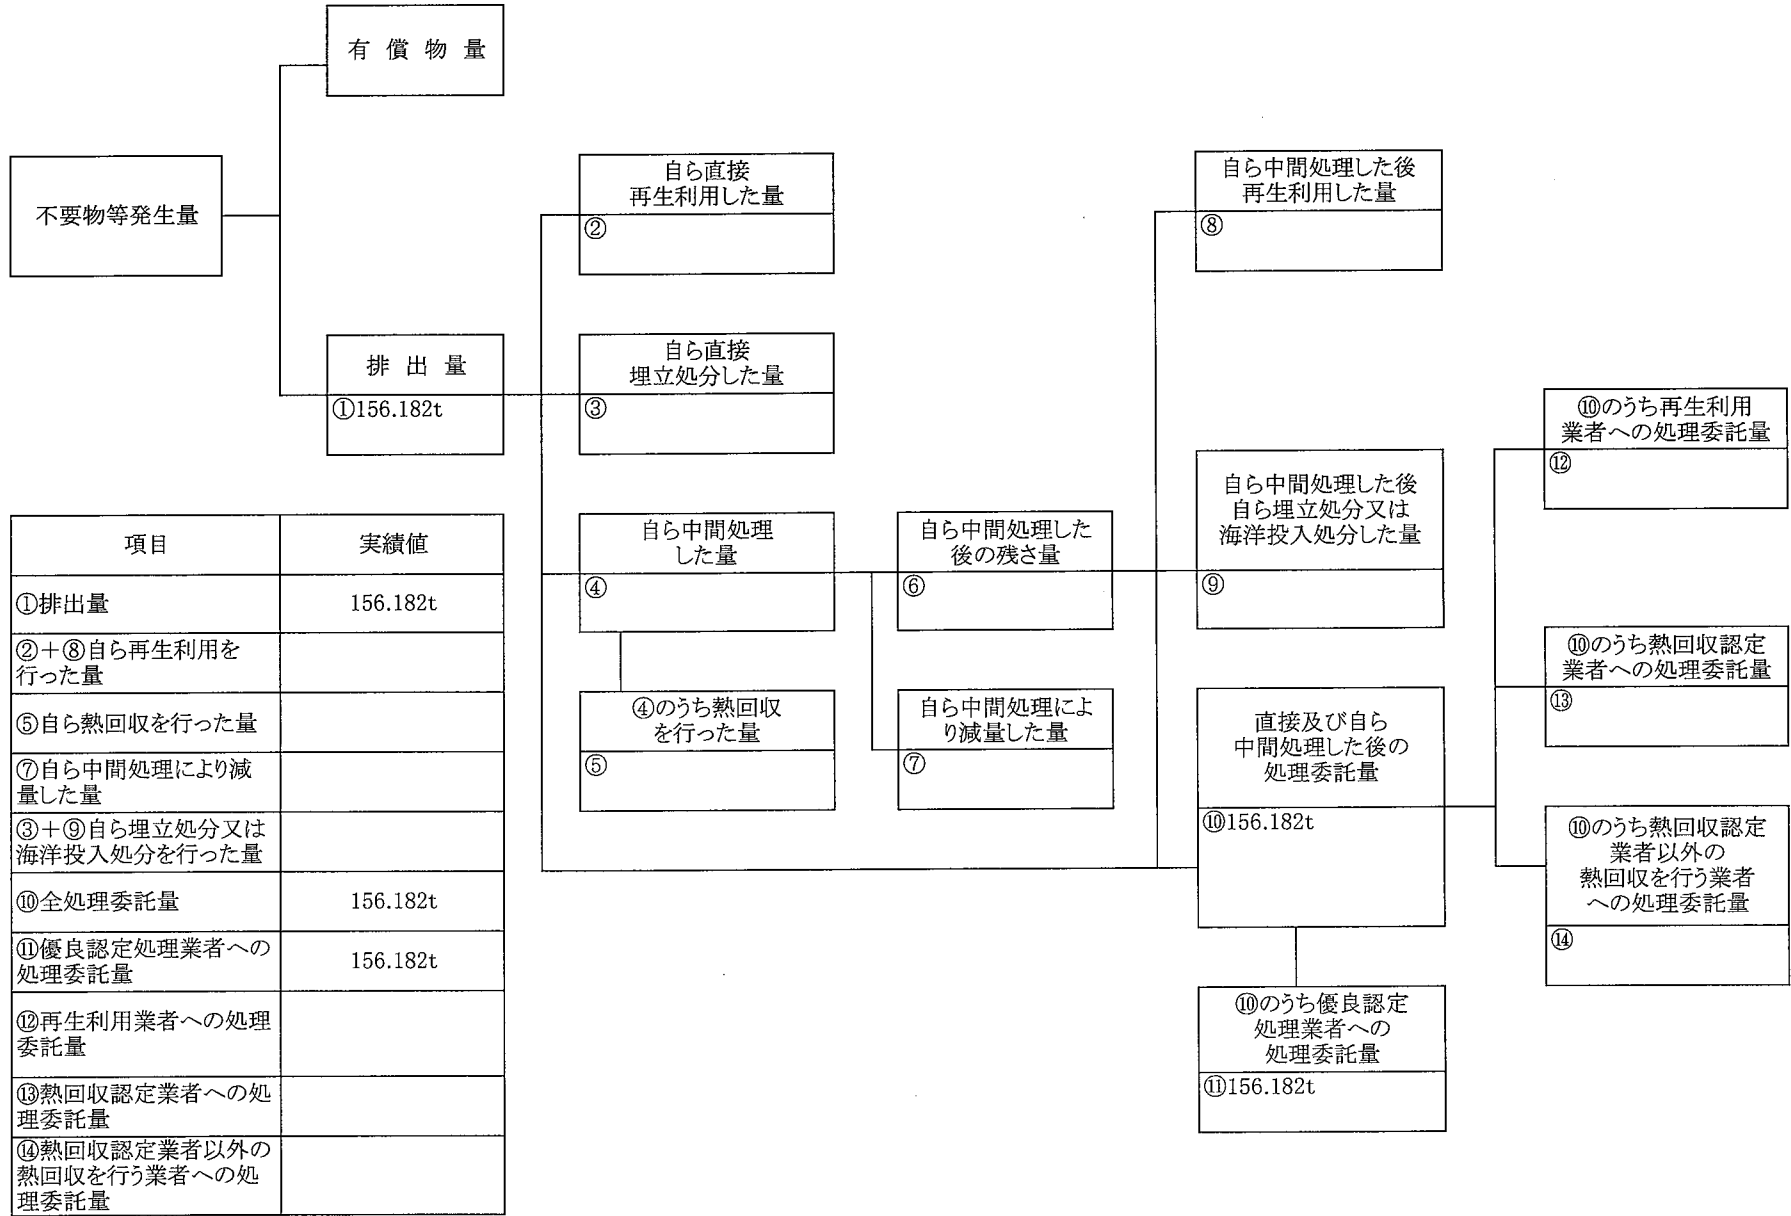 有 償 物 量
不要物等発生量
排 出 量
①156.182t
自ら直接
再生利用した量
②
自ら直接
埋立処分した量
③
自ら中間処理
した量
④
④のうち熱回収
を行った量
⑤
自ら中間処理した
後の残さ量
⑥
自ら中間処理によ
り減量した量
⑦
自ら中間処理した後
再生利用した量
⑧
自ら中間処理した後
自ら埋立処分又は
海洋投入処分した量
⑨
直接及び自ら
中間処理した後の
処理委託量
⑩156.182t
⑩のうち優良認定
処理業者への
処理委託量
⑪156.182t
⑩のうち再生利用
業者への処理委託量
⑫
⑩のうち熱回収認定
業者への処理委託量
⑬
⑩のうち熱回収認定
業者以外の
熱回収を行う業者
への処理委託量
⑭
項目 実績値
①排出量 156.182t
②+⑧自ら再生利用を
行った量
⑤自ら熱回収を行った量
⑦自ら中間処理により減
量した量
③+⑨自ら埋立処分又は
海洋投入処分を行った量
⑩全処理委託量 156.182t
⑪優良認定処理業者への
処理委託量 156.182t
⑫再生利用業者への処理
委託量
⑬熱回収認定業者への処
理委託量
⑭熱回収認定業者以外の
熱回収を行う業者への処
理委託量